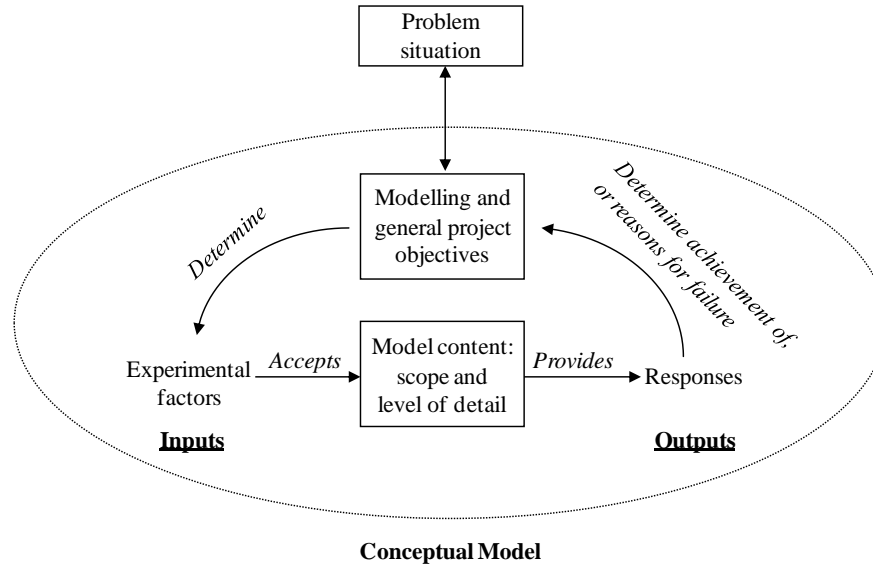 Problem
situation
Modelling and
general project
objectives
Determine
Determine achievement of,
or reasons for failure
Experimental
factors
Accepts
Model content:
scope and
level of detail
Provides
Responses
Inputs
Outputs
Conceptual Model